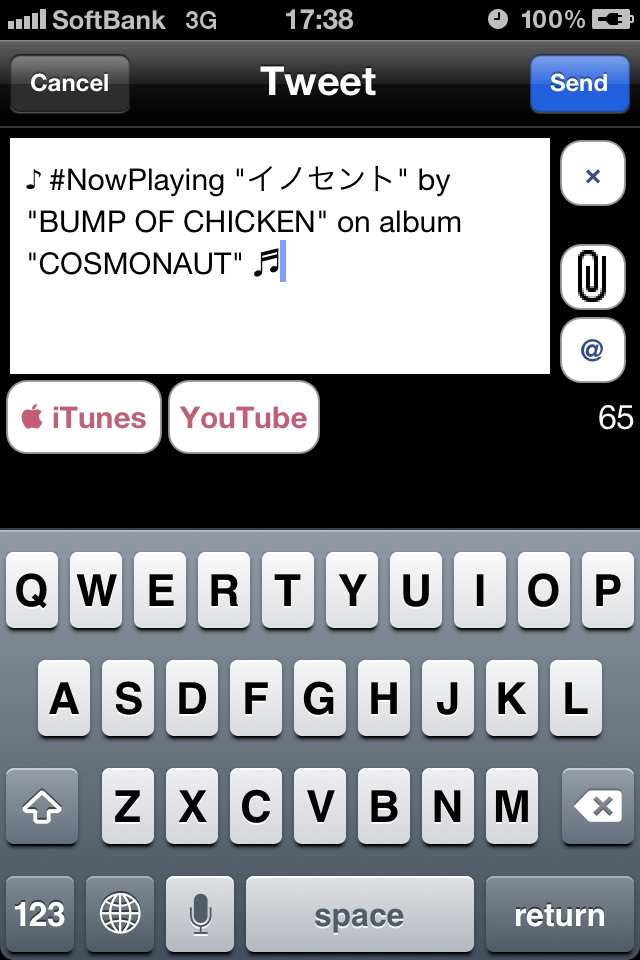 SoftBank 3G 17:38 100%
Cancel Tweet Send
♪ #NowPlaying "イノセント" by
"BUMP OF CHICKEN" on album
"COSMONAUT" ♬
×
@
iTunes YouTube 65
Q W E R T Y U I O P
A S D F G H J K L
Z X C V B N M
123 space return